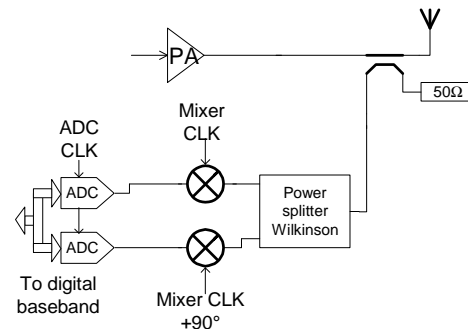 PA
50Ω
ADC
CLK
Mixer
CLK
ADC
Power
splitter
Wilkinson
ADC
To digital
baseband
Mixer CLK
+90°